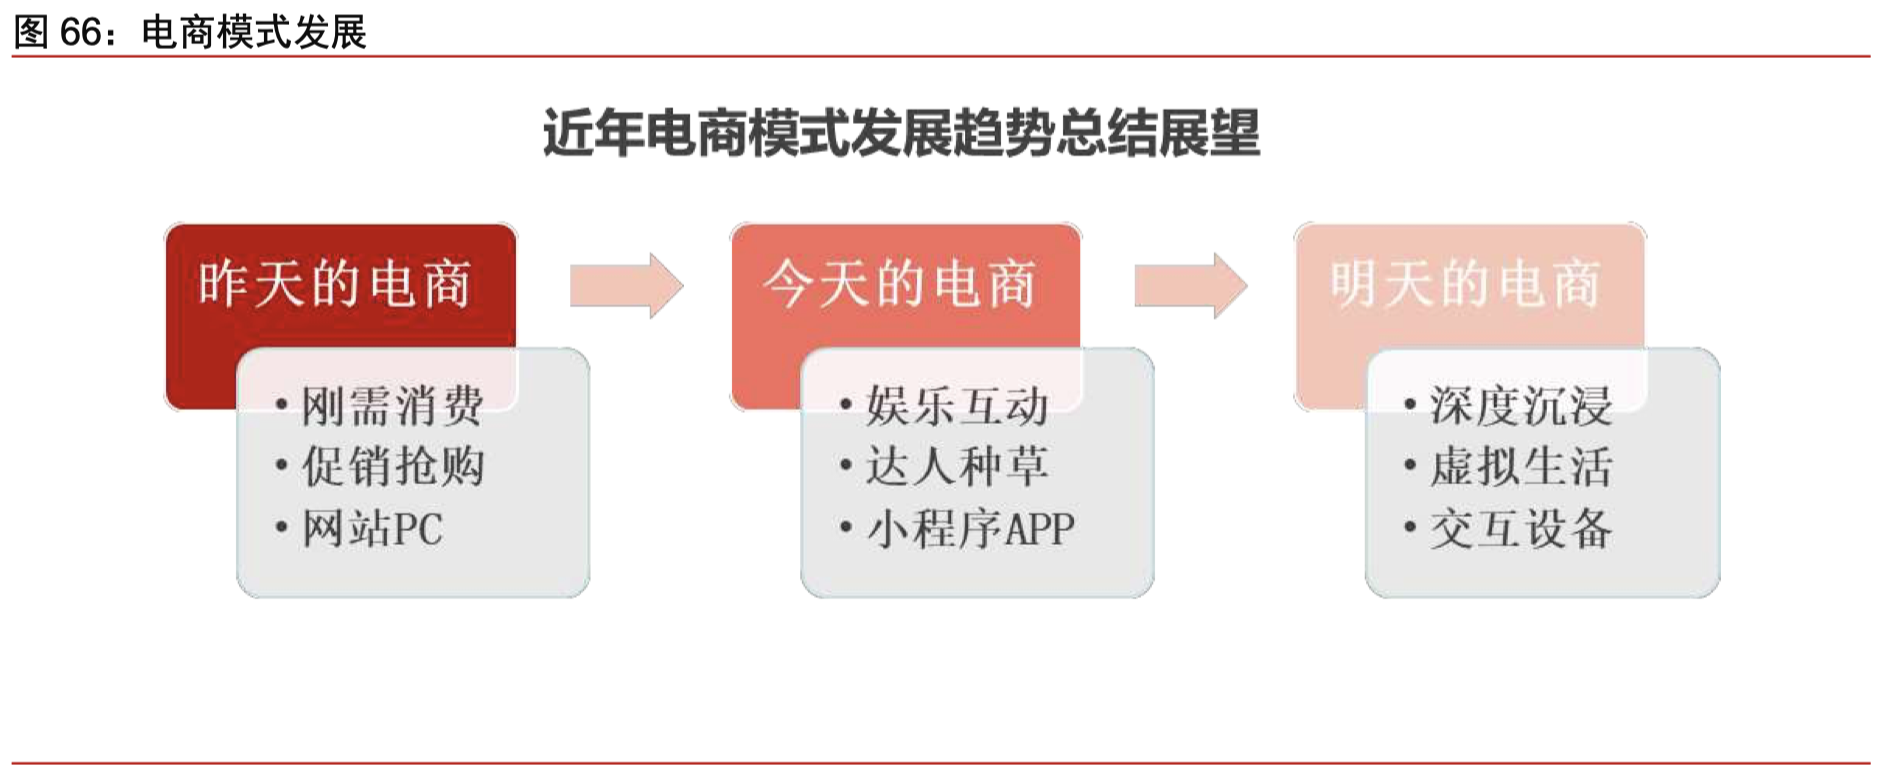 图 66：电商模式发展
近年电商模式发展趋势总结展望
昨天的电商
• 刚需消费
• 促销抢购
• 网站PC
今天的电商
• 娱乐互动
• 达人种草
• 小程序APP
明天的电商
• 深度沉浸
• 虚拟生活
• 交互设备